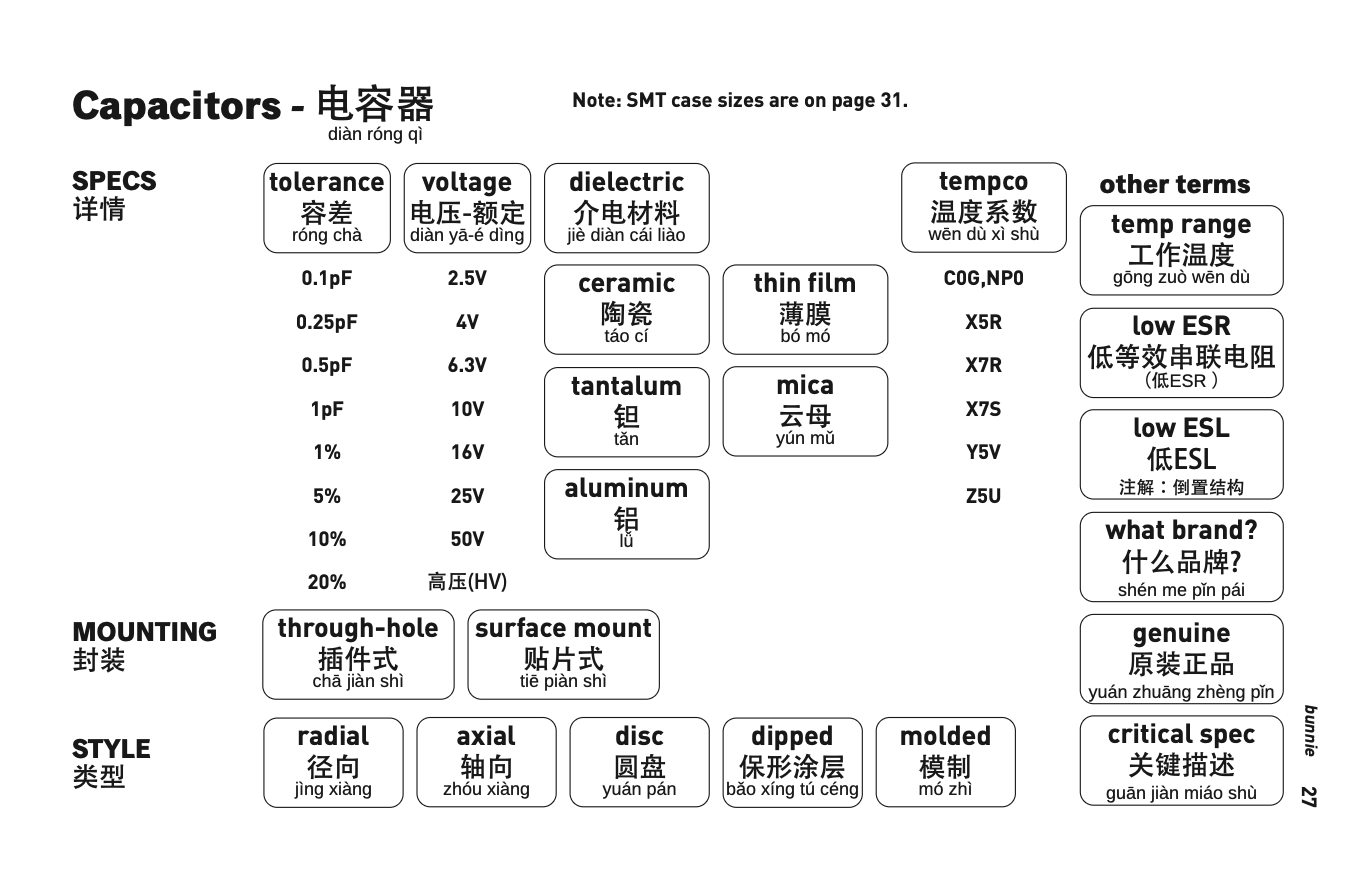 Capacitors - 电容器
diàn róng qì
Note: SMT case sizes are on page 31.
SPECS
详情
tolerance
容差
róng chà
0.1pF
0.25pF
0.5pF
1pF
1%
5%
10%
20%
voltage
电压-额定
diàn yā-é dìng
2.5V
4V
6.3V
10V
16V
25V
50V
高压(HV)
dielectric
介电材料
jiè diàn cái liào
ceramic
陶瓷
táo cí
thin film
薄膜
bó mó
tantalum
钽
tǎn
mica
云母
yún mǔ
aluminum
铝
lǚ
tempco
温度系数
wēn dù xì shù
C0G,NP0
X5R
X7R
X7S
Y5V
Z5U
other terms
temp range
工作温度
gōng zuò wēn dù
low ESR
低等效串联电阻
（低ESR ）
low ESL
低ESL
注解：倒置结构
what brand?
什么品牌?
shén me pǐn pái
genuine
原装正品
yuán zhuāng zhèng pǐn
critical spec
关键描述
guān jiàn miáo shù
MOUNTING
封装
through-hole
插件式
chā jiàn shì
surface mount
贴片式
tiē piàn shì
STYLE
类型
radial
径向
jìng xiàng
axial
轴向
zhóu xiàng
disc
圆盘
yuán pán
dipped
保形涂层
bǎo xíng tú céng
molded
模制
mó zhì
bunnie 27